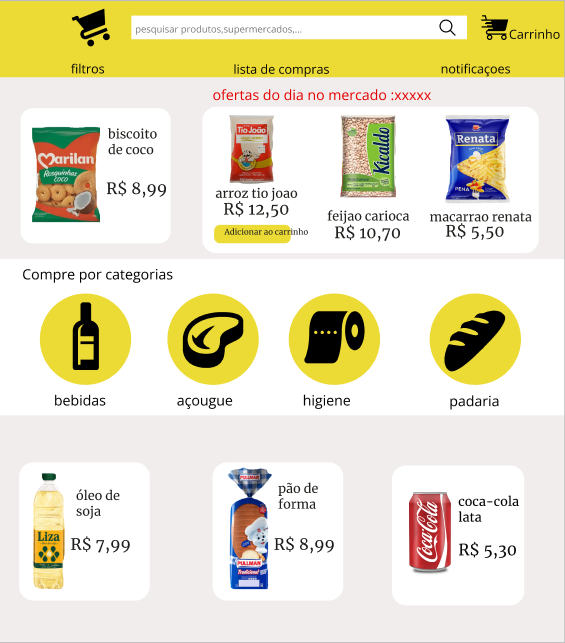 pesquisar produtos,supermercados,...
Carrinho
filtros
lista de compras
notificaçoes
ofertas do dia no mercado :xxxxx
Marilan
Rosquinhas
COCO
biscoito
de coco
R$ 8,99
Tio João
arroz tio joao
R$ 12,50
Adicionar ao carrinho
Kicaldo
feijao carioca
R$ 10,70
Renata
PENA
macarrao renata
R$ 5,50
Compre por categorias
bebidas
açougue
higiene
padaria
Liza
óleo de
soja
R$ 7,99
PULLMAN
PULLMAN
Tradicional
pão de
forma
R$ 8,99
Coca-Cola
coca-cola
lata
R$ 5,30